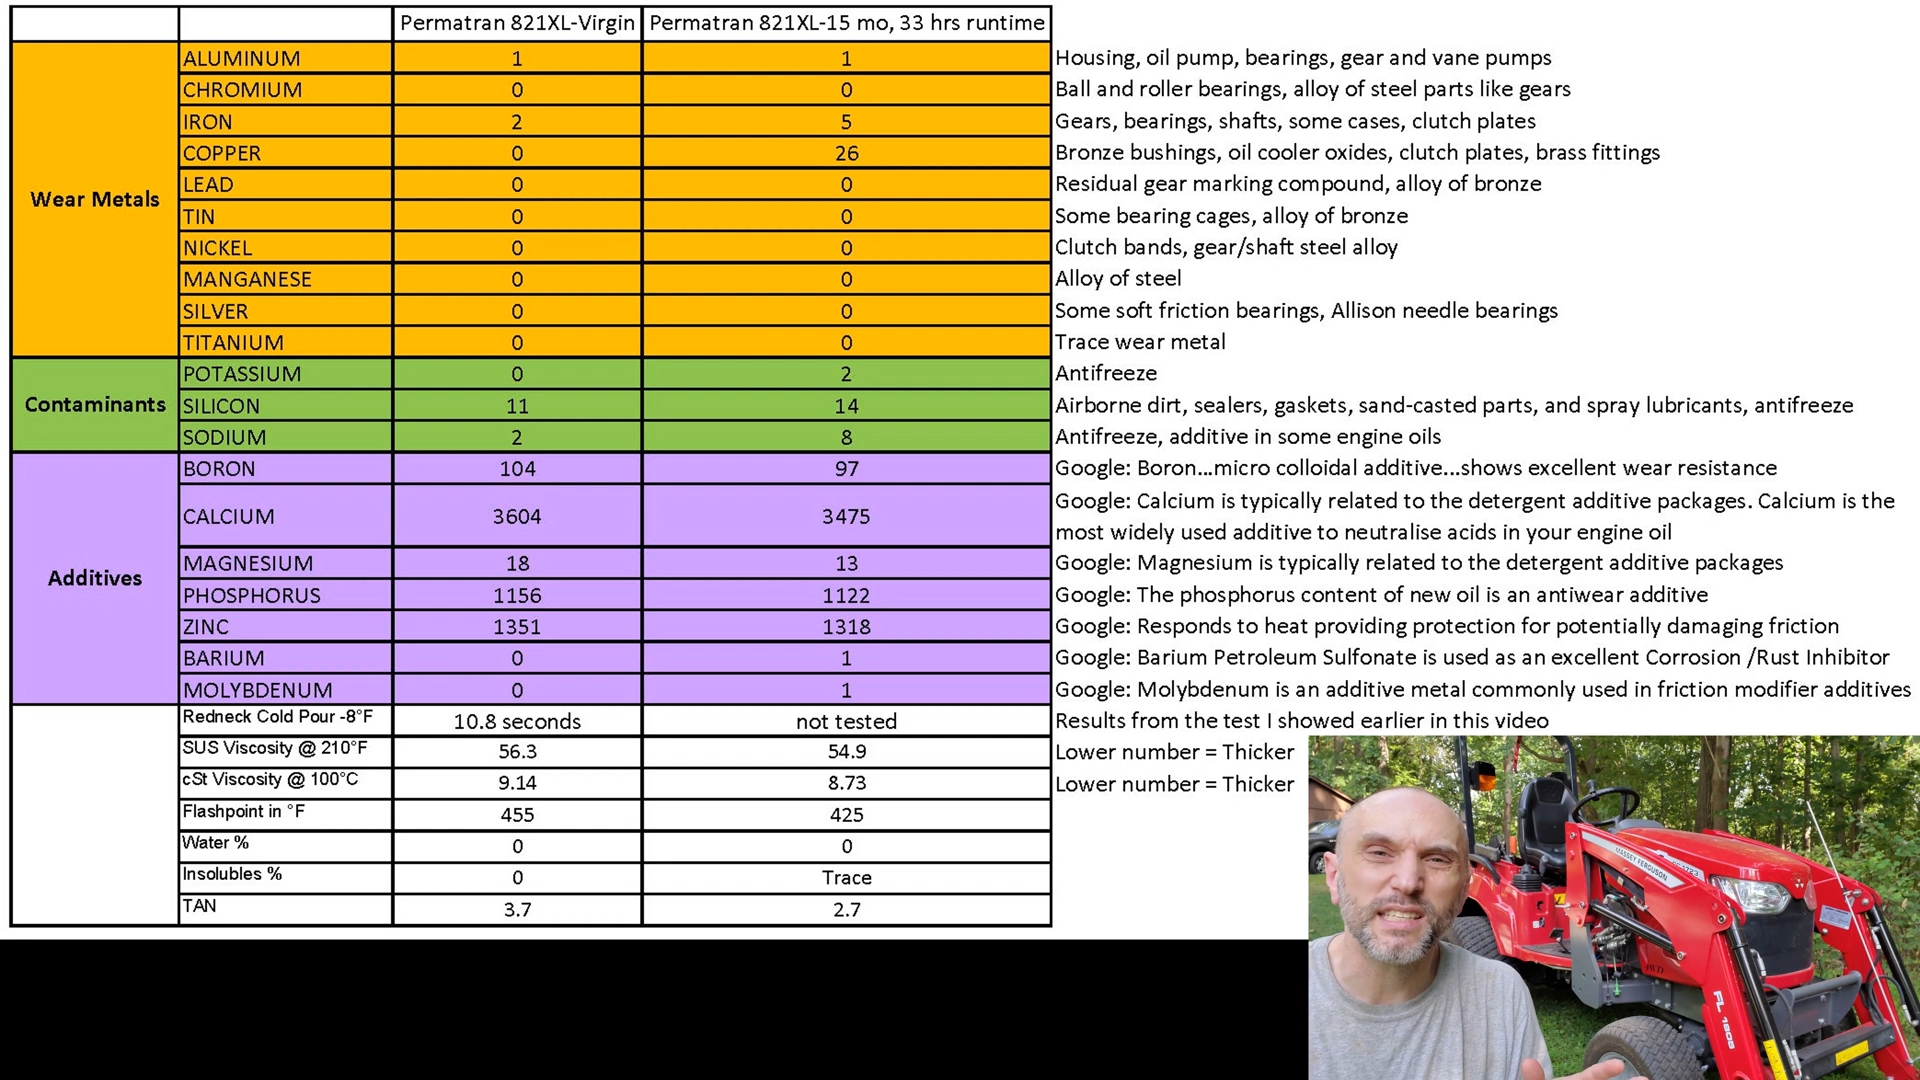 Permatran 821XL-Virgin Permatran 821XL-15 mo, 33 hrs runtime
Wear Metals
ALUMINUM 1 1 Housing, oil pump, bearings, gear and vane pumps
CHROMIUM 0 0 Ball and roller bearings, alloy of steel parts like gears
IRON 2 5 Gears, bearings, shafts, some cases, clutch plates
COPPER 0 26 Bronze bushings, oil cooler oxides, clutch plates, brass fittings
LEAD 0 0 Residual gear marking compound, alloy of bronze
TIN 0 0 Some bearing cages, alloy of bronze
NICKEL 0 0 Clutch bands, gear/shaft steel alloy
MANGANESE 0 0 Alloy of steel
SILVER 0 0 Some soft friction bearings, Allison needle bearings
TITANIUM 0 0 Trace wear metal
Contaminants
POTASSIUM 0 2 Antifreeze
SILICON 11 14 Airborne dirt, sealers, gaskets, sand-casted parts, and spray lubricants, antifreeze
SODIUM 2 8 Antifreeze, additive in some engine oils
Additives
BORON 104 97 Google: Boron...micro colloidal additive...shows excellent wear resistance
CALCIUM 3604 3475 Google: Calcium is typically related to the detergent additive packages. Calcium is the
most widely used additive to neutralise acids in your engine oil
MAGNESIUM 18 13 Google: Magnesium is typically related to the detergent additive packages
PHOSPHORUS 1156 1122 Google: The phosphorus content of new oil is an antiwear additive
ZINC 1351 1318 Google: Responds to heat providing protection for potentially damaging friction
BARIUM 0 1 Google: Barium Petroleum Sulfonate is used as an excellent Corrosion /Rust Inhibitor
MOLYBDENUM 0 1 Google: Molybdenum is an additive metal commonly used in friction modifier additives
Redneck Cold Pour -8°F 10.8 seconds not tested Results from the test I showed earlier in this video
SUS Viscosity @ 210°F 56.3 54.9 Lower number = Thicker
cSt Viscosity @ 100°C 9.14 8.73 Lower number = Thicker
Flashpoint in °F 455 425
Water % 0 0
Insolubles % 0 Trace
TAN 3.7 2.7
MASSEY FERGUSON
4WD
FL 1805